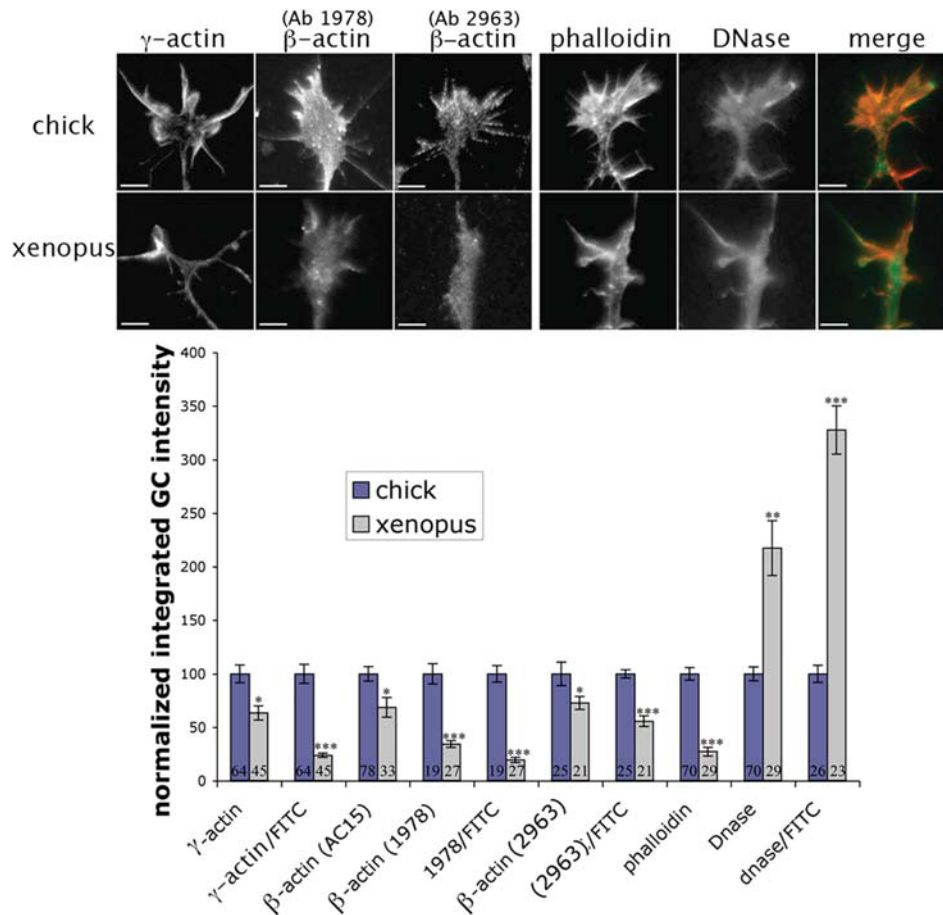 (Ab 1978) (Ab 2963)
γ-actin β-actin β-actin phalloidin DNase merge
chick
xenopus
normalized integrated GC intensity
400
350
300
250
200
150
100
50
0
chick
xenopus
* *** * *** *** * *** *** ** ***
64 45 64 45 78 33 19 27 19 27 25 21 25 21 70 29 70 29 26 23
γ-actin
γ-actin/FITC
β-actin (AC15)
β-actin (1978)
1978/FITC
β-actin (2963)
(2963)/FITC
phalloidin
Dnase
dnase/FITC